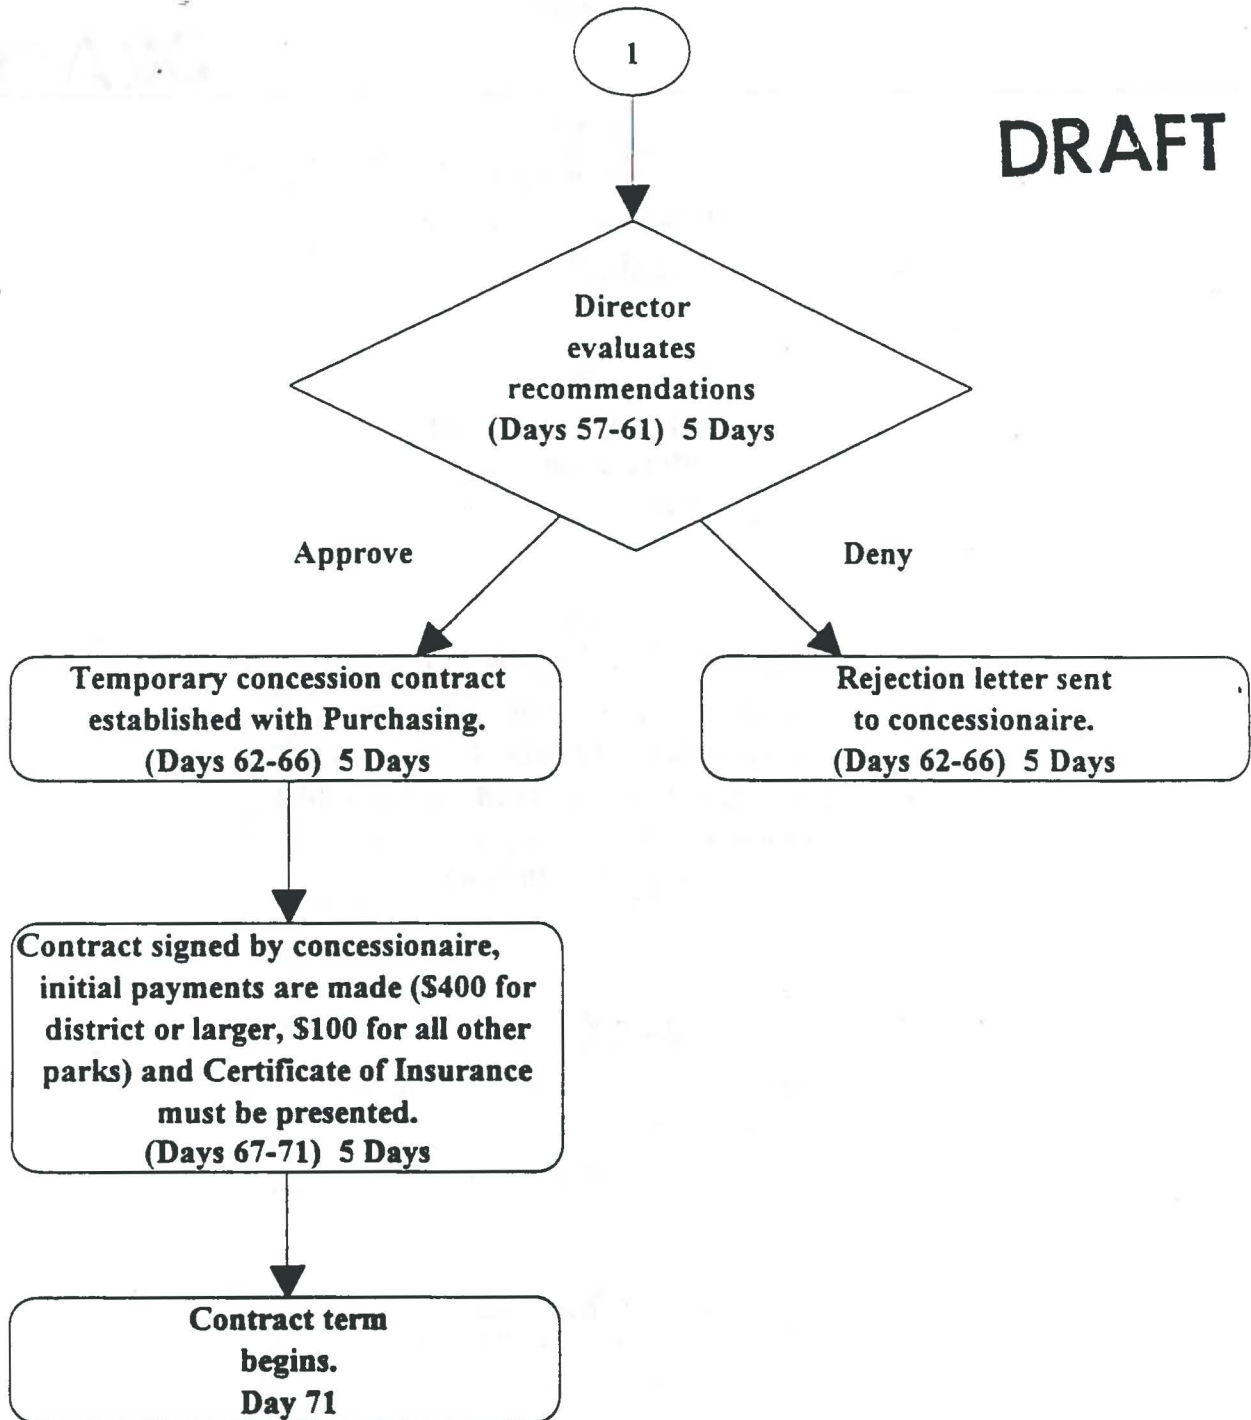 1
DRAFT
Director
evaluates
recommendations
(Days 57-61) 5 Days
Approve
Deny
Temporary concession contract
established with Purchasing.
(Days 62-66) 5 Days
Rejection letter sent
to concessionaire.
(Days 62-66) 5 Days
Contract signed by concessionaire,
initial payments are made ($400 for
district or larger, $100 for all other
parks) and Certificate of Insurance
must be presented.
(Days 67-71) 5 Days
Contract term
begins.
Day 71